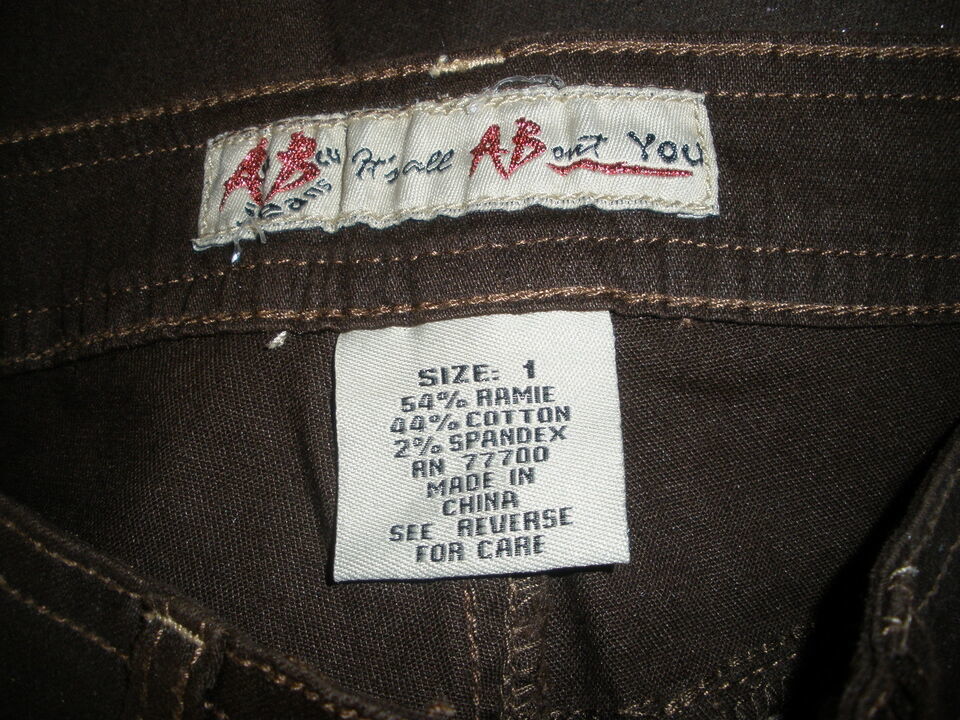 AB jeans It's all ABout You
SIZE: 1
54% RAMIE
44% COTTON
2% SPANDEX
AN 77700
MADE IN
CHINA
SEE REVERSE
FOR CARE